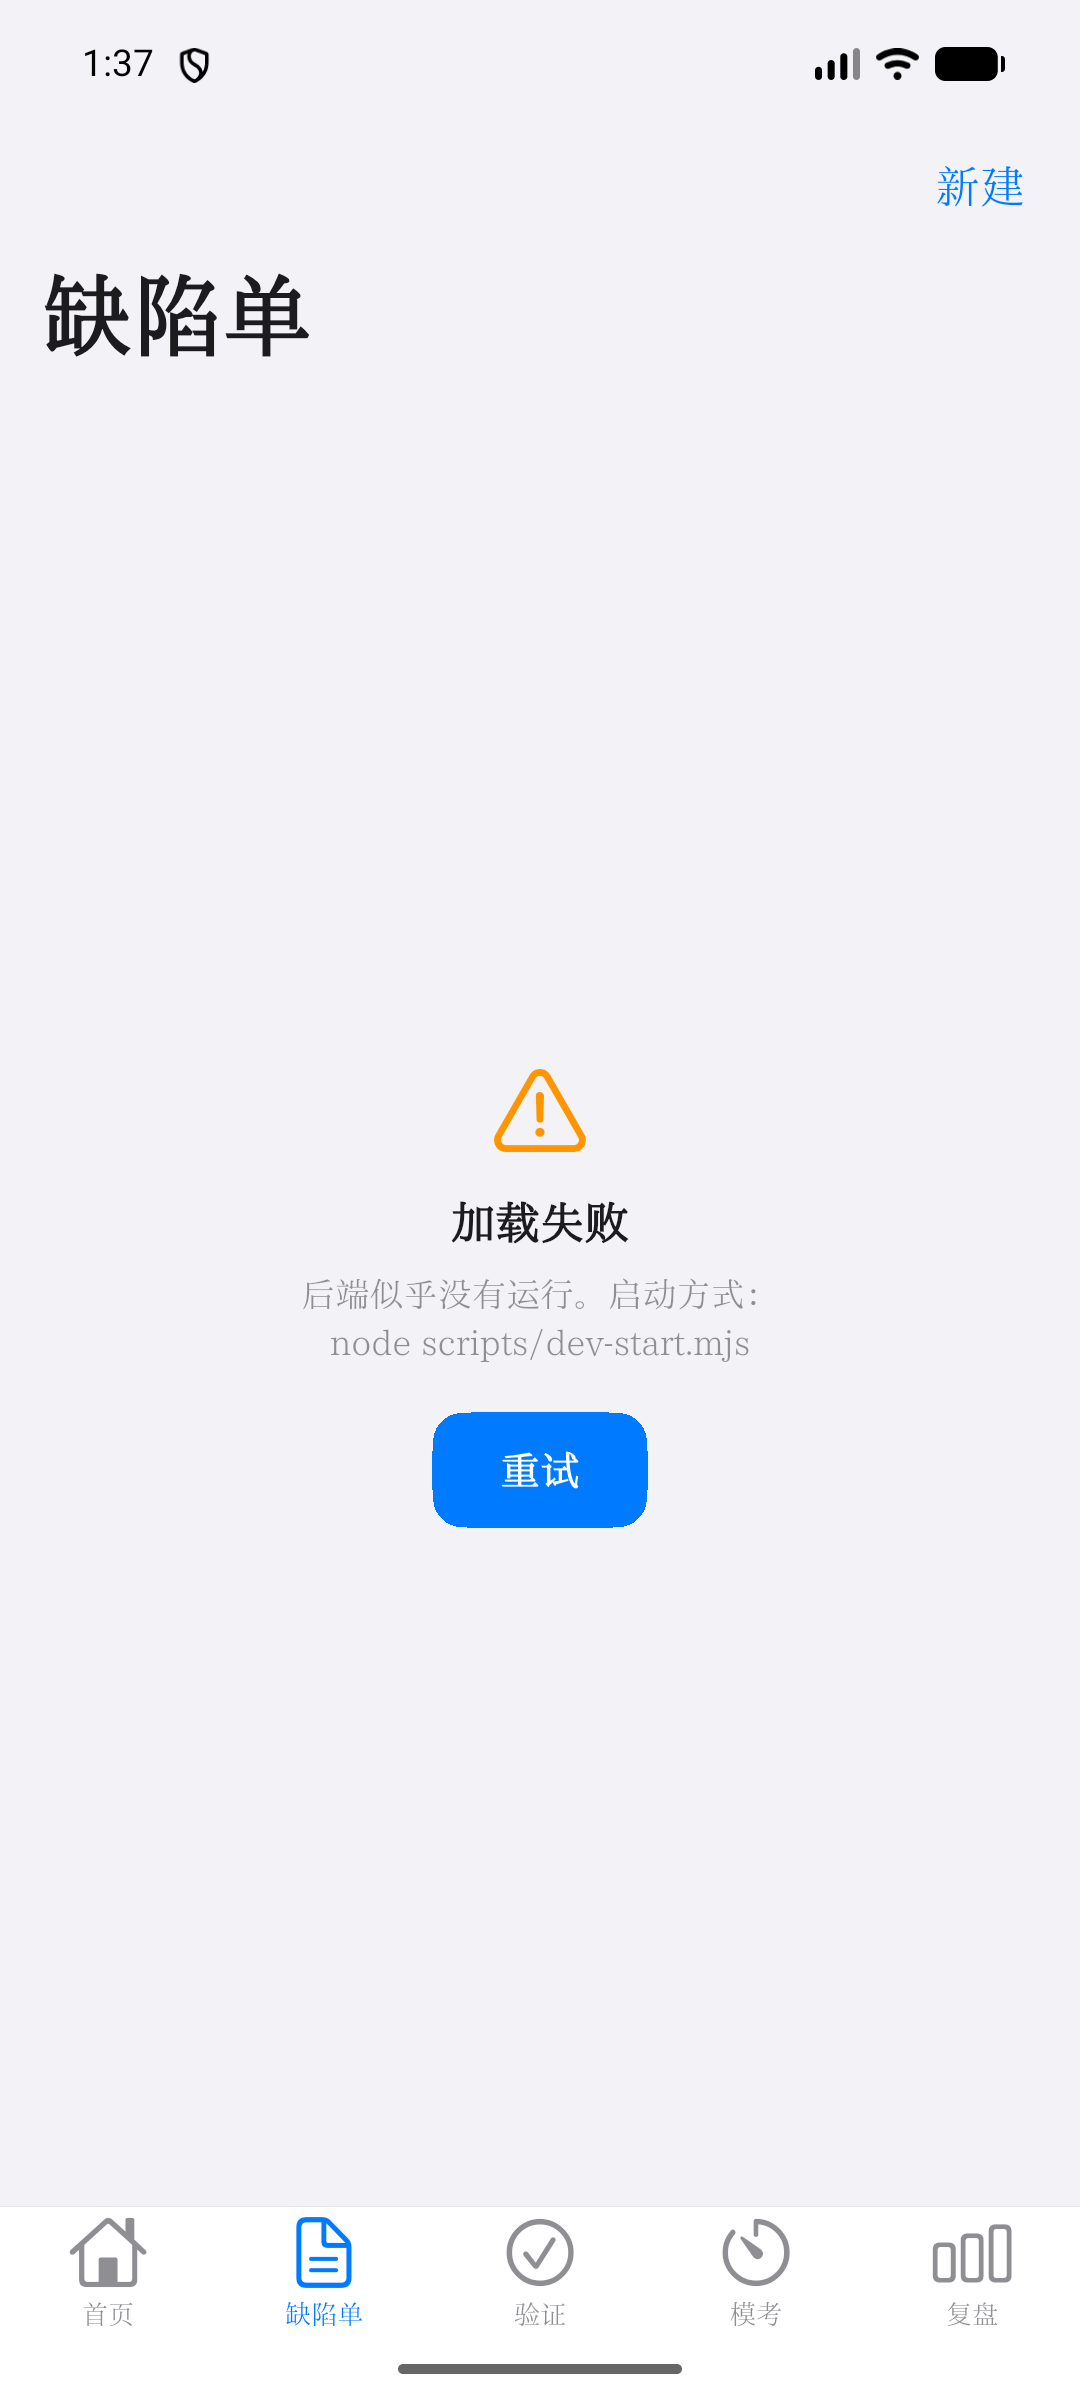 1:37
新建
缺陷单
加载失败
后端似乎没有运行。启动方式：
node scripts/dev-start.mjs
重试
首页
缺陷单
验证
模考
复盘